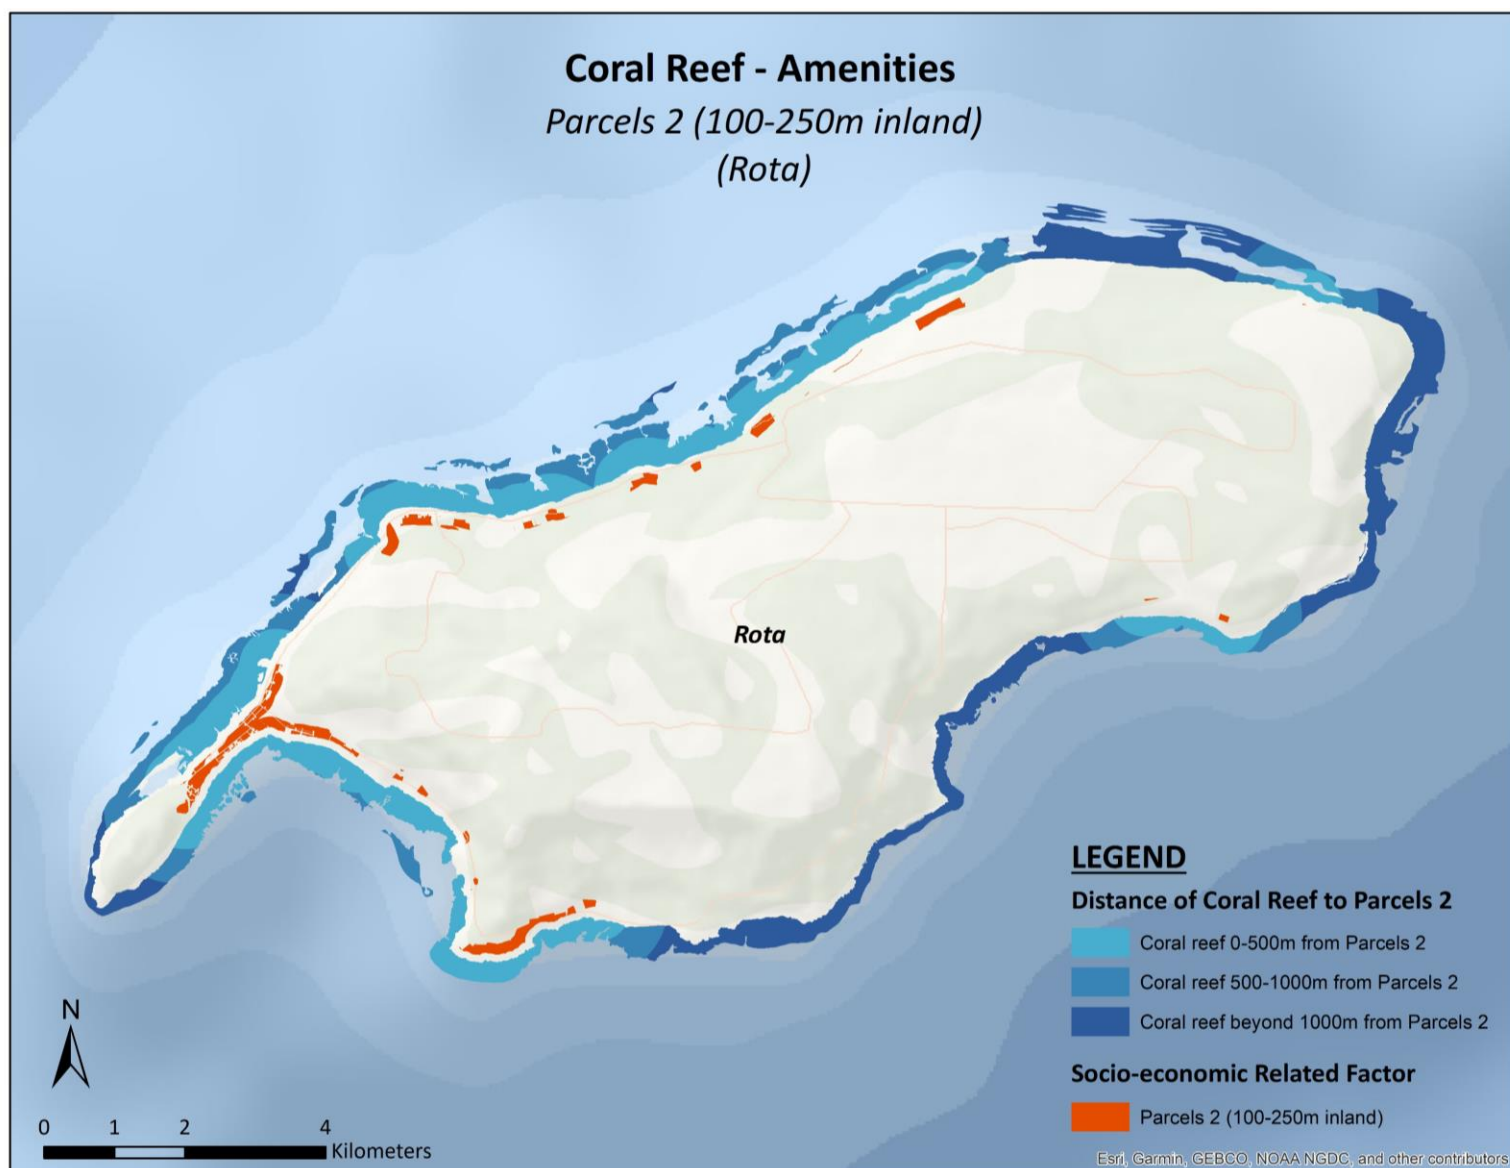 Coral Reef - Amenities
Parcels 2 (100-250m inland)
(Rota)
Rota
LEGEND
Distance of Coral Reef to Parcels 2
Coral reef 0-500m from Parcels 2
Coral reef 500-1000m from Parcels 2
Coral reef beyond 1000m from Parcels 2
Socio-economic Related Factor
Parcels 2 (100-250m inland)
N
0 1 2 4
Kilometers
Esri, Garmin, GEBCO, NOAA NGDC, and other contributors